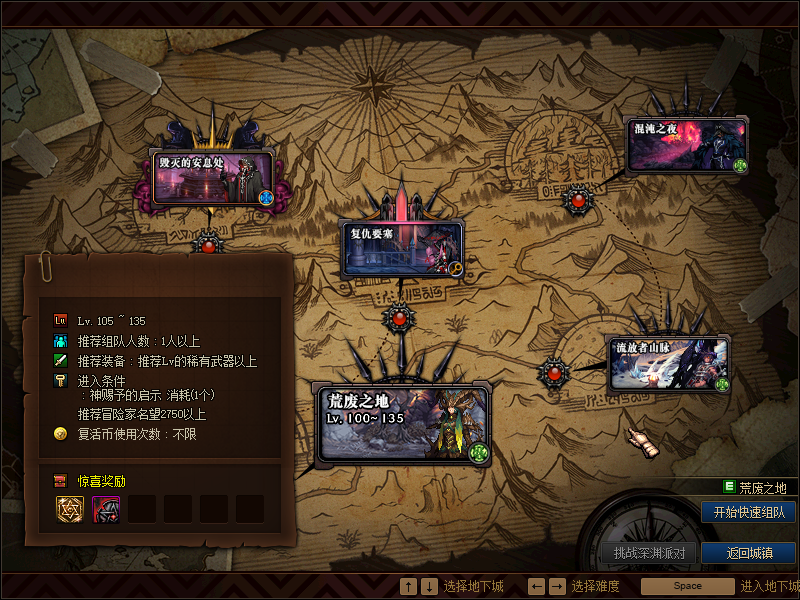 混沌之夜
毁灭的安息处
复仇要塞
流放者山脉
荒废之地
Lv. 100~135
Lv. 105 ~ 135
推荐组队人数 : 1人以上
推荐装备 : 推荐Lv的稀有武器以上
进入条件
: 神赐予的启示 消耗(1个)
推荐冒险家名望2750以上
复活币使用次数 : 不限
惊喜奖励
E 荒废之地
开始快速组队
挑战深渊派对
返回城镇
↑ ↓ 选择地下城 ← → 选择难度 Space 进入地下城